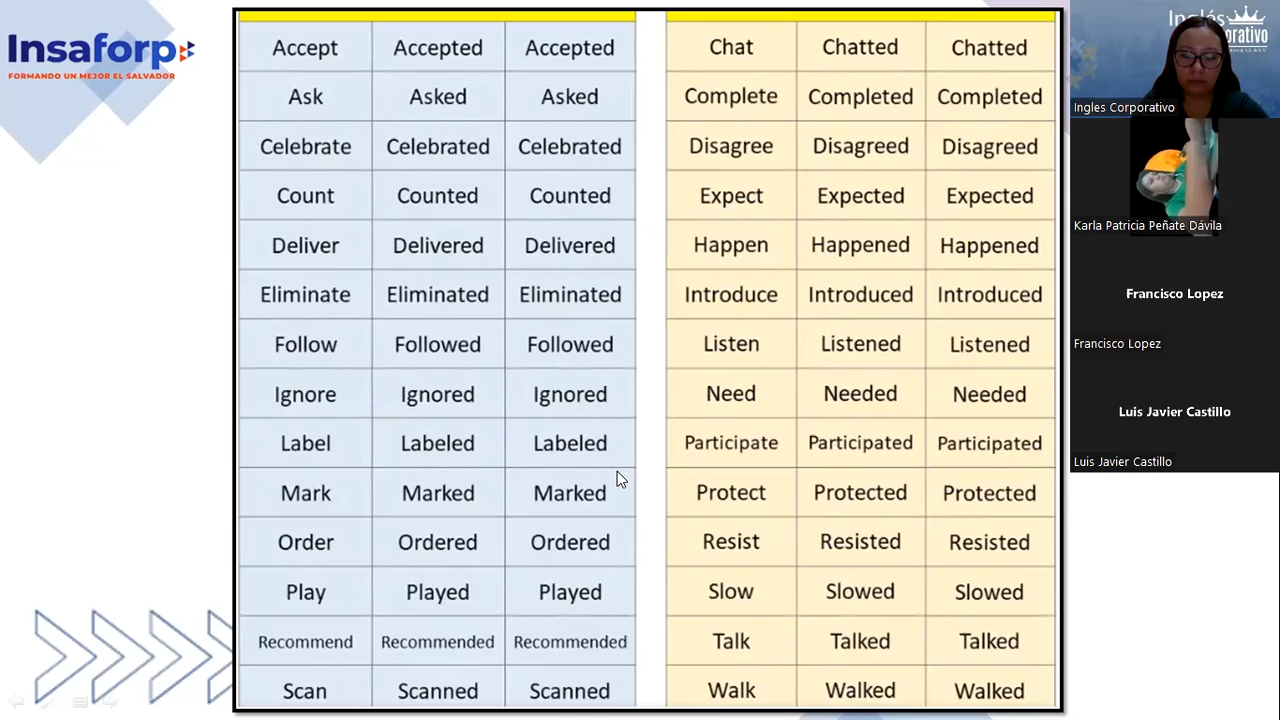 Insaforp
FORMANDO UN MEJOR EL SALVADOR
Accept Accepted Accepted
Ask Asked Asked
Celebrate Celebrated Celebrated
Count Counted Counted
Deliver Delivered Delivered
Eliminate Eliminated Eliminated
Follow Followed Followed
Ignore Ignored Ignored
Label Labeled Labeled
Mark Marked Marked
Order Ordered Ordered
Play Played Played
Recommend Recommended Recommended
Scan Scanned Scanned
Chat Chatted Chatted
Complete Completed Completed
Disagree Disagreed Disagreed
Expect Expected Expected
Happen Happened Happened
Introduce Introduced Introduced
Listen Listened Listened
Need Needed Needed
Participate Participated Participated
Protect Protected Protected
Resist Resisted Resisted
Slow Slowed Slowed
Talk Talked Talked
Walk Walked Walked
Ingles Corporativo
Karla Patricia Peñate Dávila
Francisco Lopez
Francisco Lopez
Luis Javier Castillo
Luis Javier Castillo